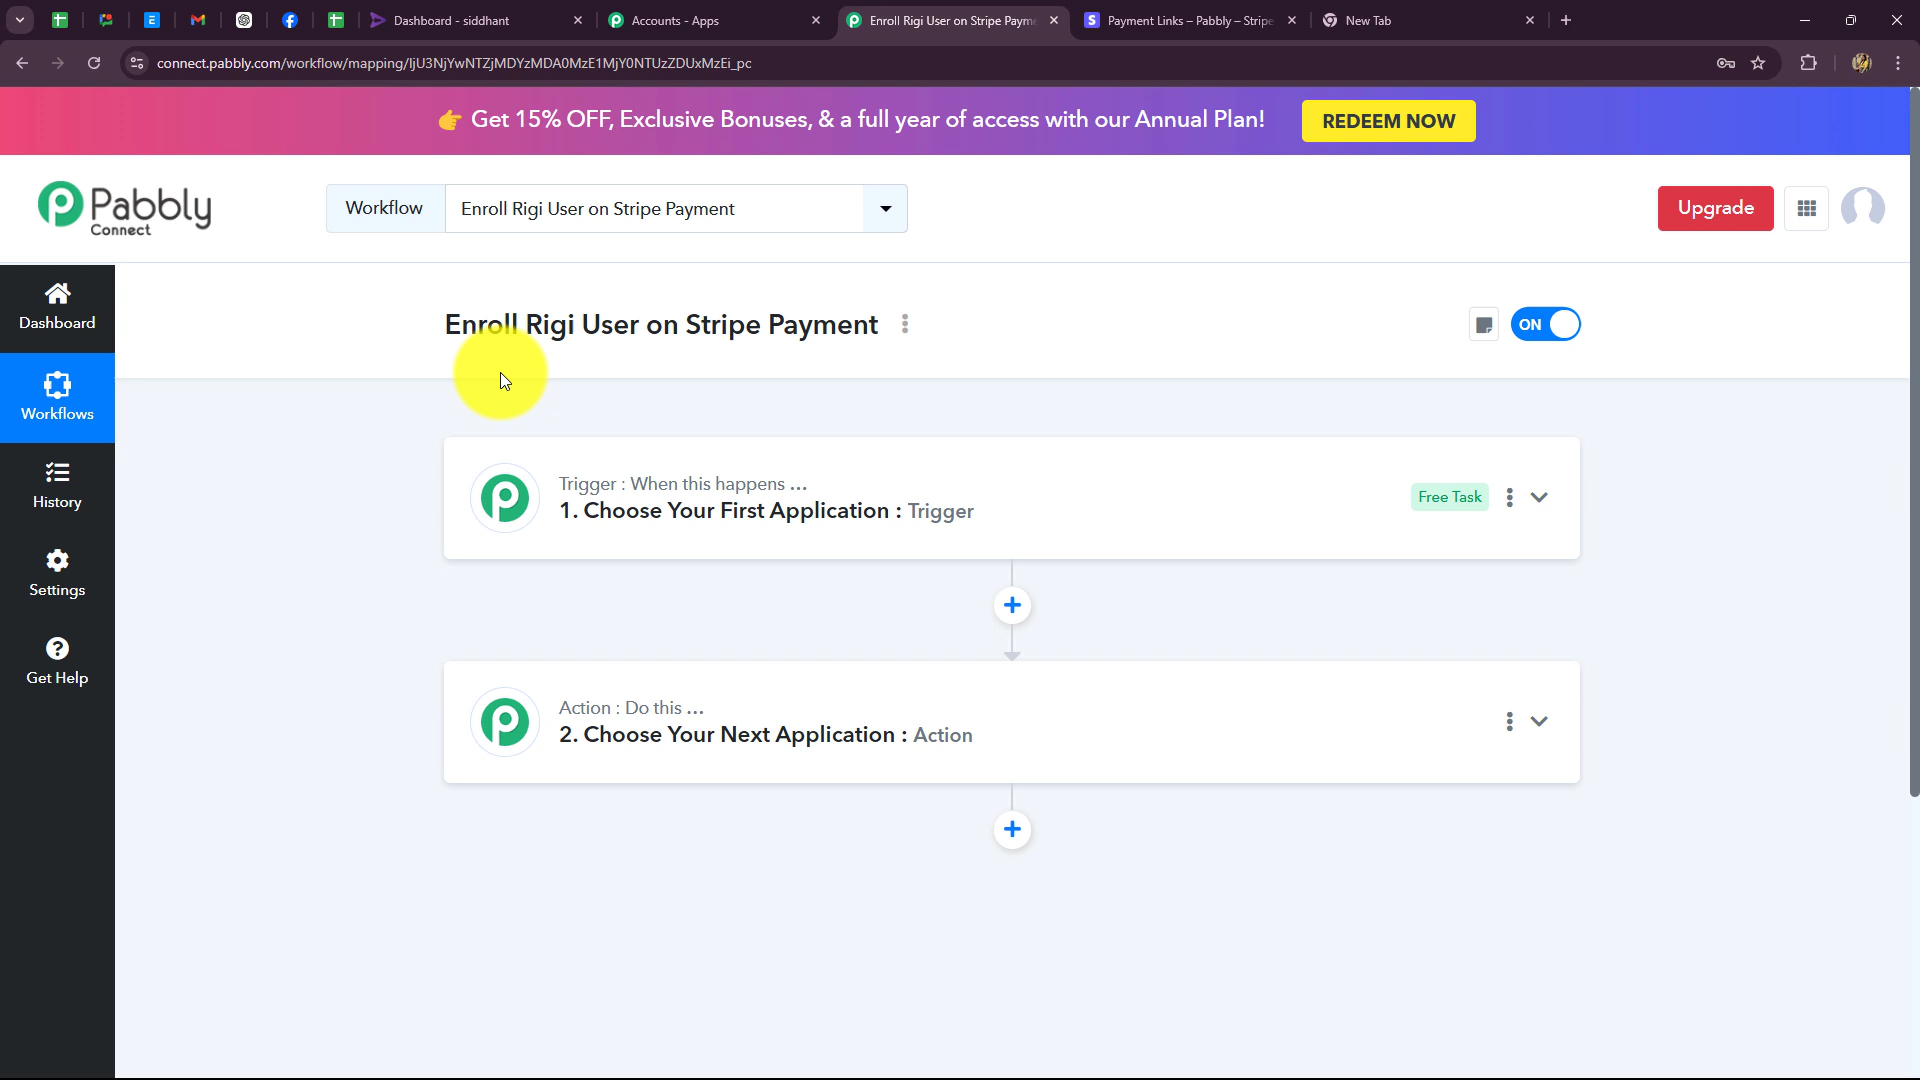 Dashboard - siddhant
Accounts - Apps
Enroll Rigi User on Stripe Payme
Payment Links – Pabbly – Stripe
New Tab
connect.pabbly.com/workflow/mapping/IjU3NjYwNTZjMDYzMDA0MzE1MjY0NTUzZDUxMzEi_pc
Get 15% OFF, Exclusive Bonuses, & a full year of access with our Annual Plan!
REDEEM NOW
Pabbly
Connect
Workflow
Enroll Rigi User on Stripe Payment
Upgrade
Dashboard
Workflows
History
Settings
Get Help
Enroll Rigi User on Stripe Payment
ON
Trigger : When this happens ...
1. Choose Your First Application : Trigger
Free Task
Action : Do this ...
2. Choose Your Next Application : Action